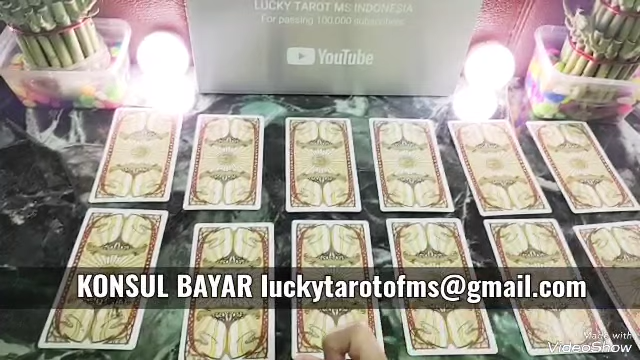 LUCKY TAROT MS INDONESIA
For passing 100,000 subscribers
YouTube
KONSUL BAYAR luckytarotofms@gmail.com
Made with
VideoShow